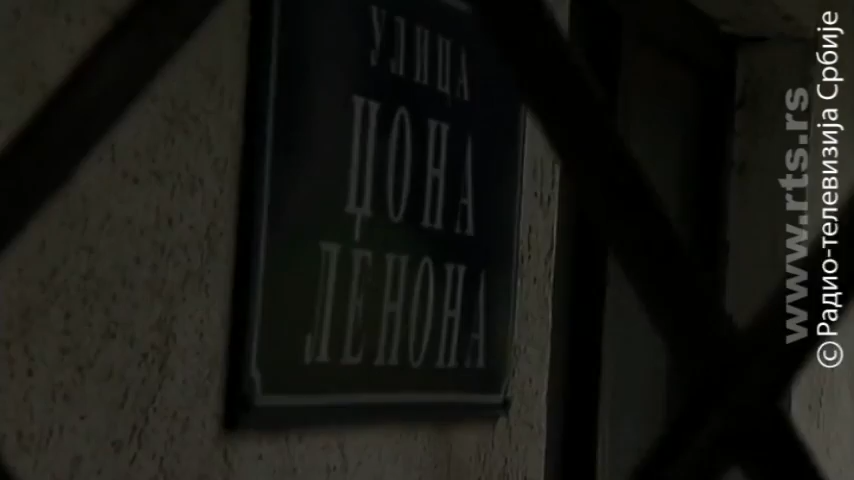 УЛИЦА
ЏОНА
ЛЕНОНА
www.rts.rs
©Радио-телевизија Србије